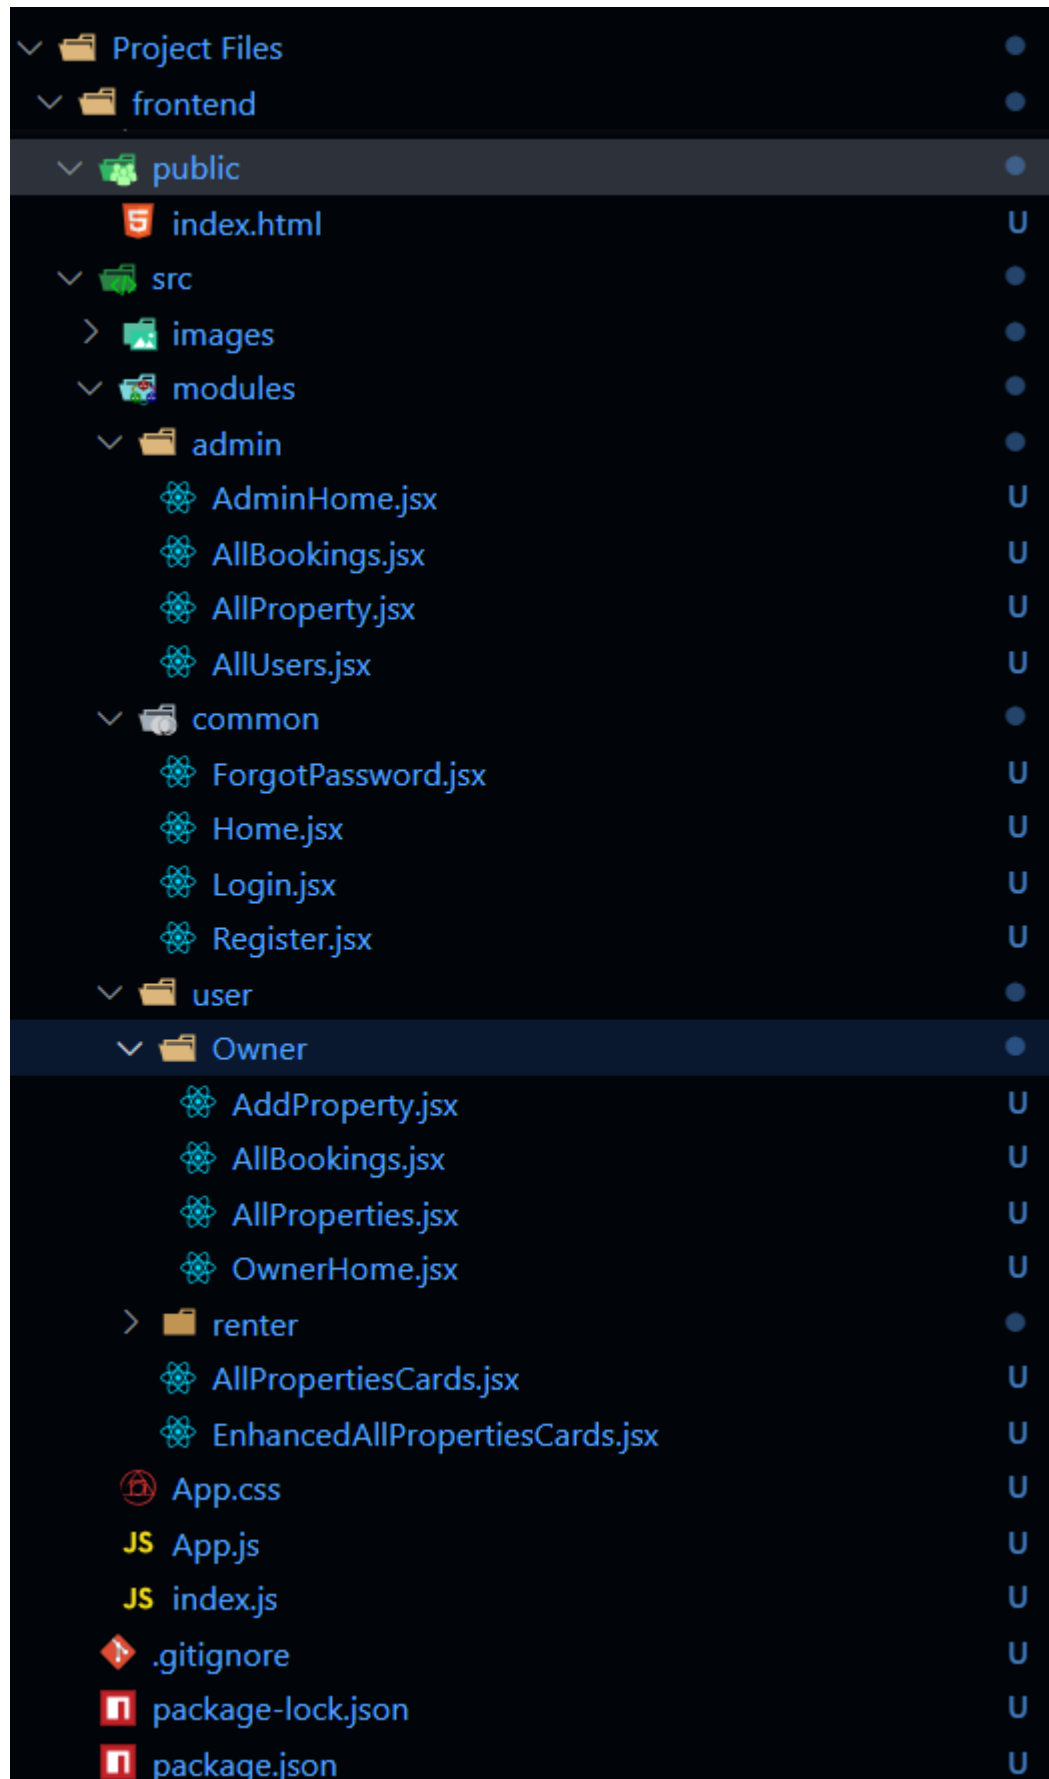 Project Files
frontend
public
index.html U
src
images
modules
admin
AdminHome.jsx U
AllBookings.jsx U
AllProperty.jsx U
AllUsers.jsx U
common
ForgotPassword.jsx U
Home.jsx U
Login.jsx U
Register.jsx U
user
Owner
AddProperty.jsx U
AllBookings.jsx U
AllProperties.jsx U
OwnerHome.jsx U
renter
AllPropertiesCards.jsx U
EnhancedAllPropertiesCards.jsx U
App.css U
JS App.js U
JS index.js U
.gitignore U
package-lock.json U
package.json U